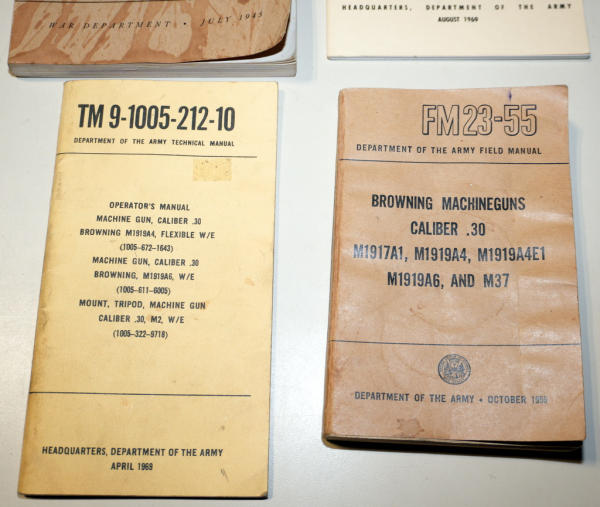 WAR DEPARTMENT • JULY 1945
HEADQUARTERS, DEPARTMENT OF THE ARMY
AUGUST 1969
TM 9-1005-212-10
DEPARTMENT OF THE ARMY TECHNICAL MANUAL
OPERATOR'S MANUAL
MACHINE GUN, CALIBER .30
BROWNING M1919A4, FLEXIBLE W/E
(1005-672-1643)
MACHINE GUN, CALIBER .30
BROWNING, M1919A6, W/E
(1005-611-6005)
MOUNT, TRIPOD, MACHINE GUN
CALIBER .30, M2, W/E
(1005-322-9718)
HEADQUARTERS, DEPARTMENT OF THE ARMY
APRIL 1969
FM 23-55
DEPARTMENT OF THE ARMY FIELD MANUAL
BROWNING MACHINEGUNS
CALIBER .30
M1917A1, M1919A4, M1919A4E1
M1919A6, AND M37
DEPARTMENT OF THE ARMY • OCTOBER